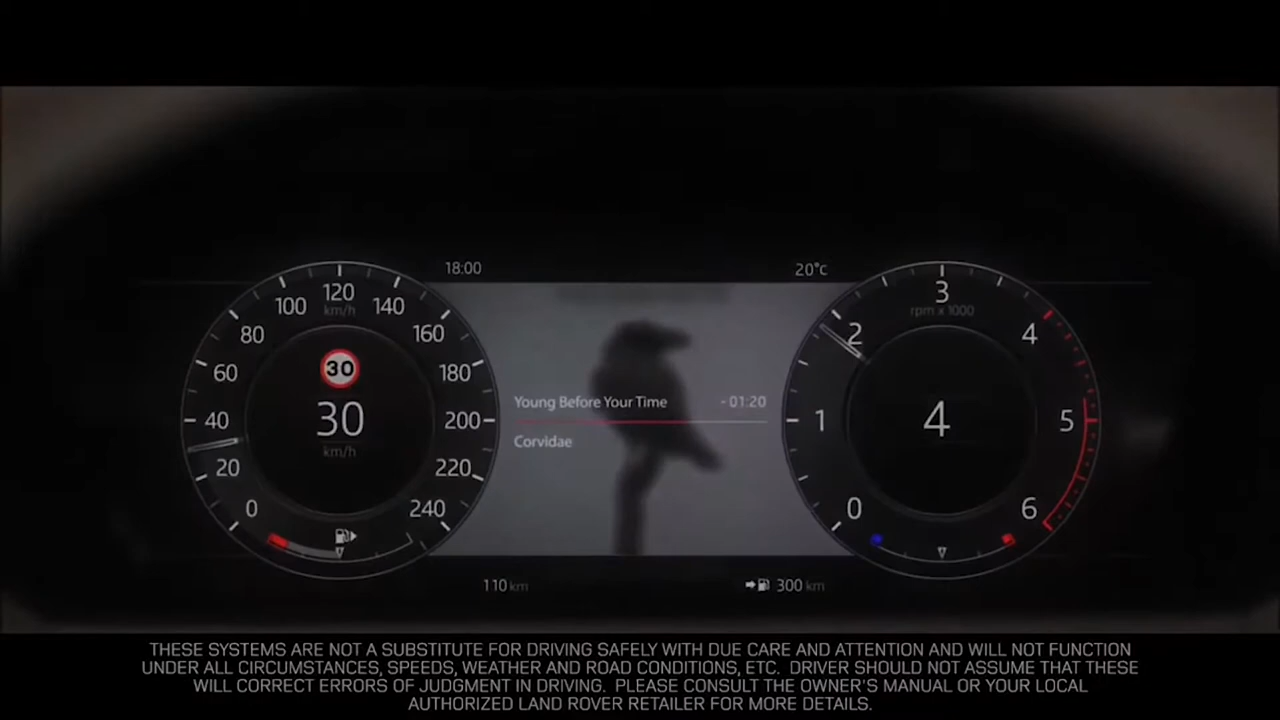 18:00
20°C
120
100
140
km/h
80
160
60
180
30
30
km/h
40
200
20
220
0
240
Young Before Your Time
- 01:20
Corvidae
3
rpm x 1000
2
4
1
4
5
0
6
110 km
300 km
THESE SYSTEMS ARE NOT A SUBSTITUTE FOR DRIVING SAFELY WITH DUE CARE AND ATTENTION AND WILL NOT FUNCTION
UNDER ALL CIRCUMSTANCES, SPEEDS, WEATHER AND ROAD CONDITIONS, ETC. DRIVER SHOULD NOT ASSUME THAT THESE
WILL CORRECT ERRORS OF JUDGMENT IN DRIVING. PLEASE CONSULT THE OWNER'S MANUAL OR YOUR LOCAL
AUTHORIZED LAND ROVER RETAILER FOR MORE DETAILS.